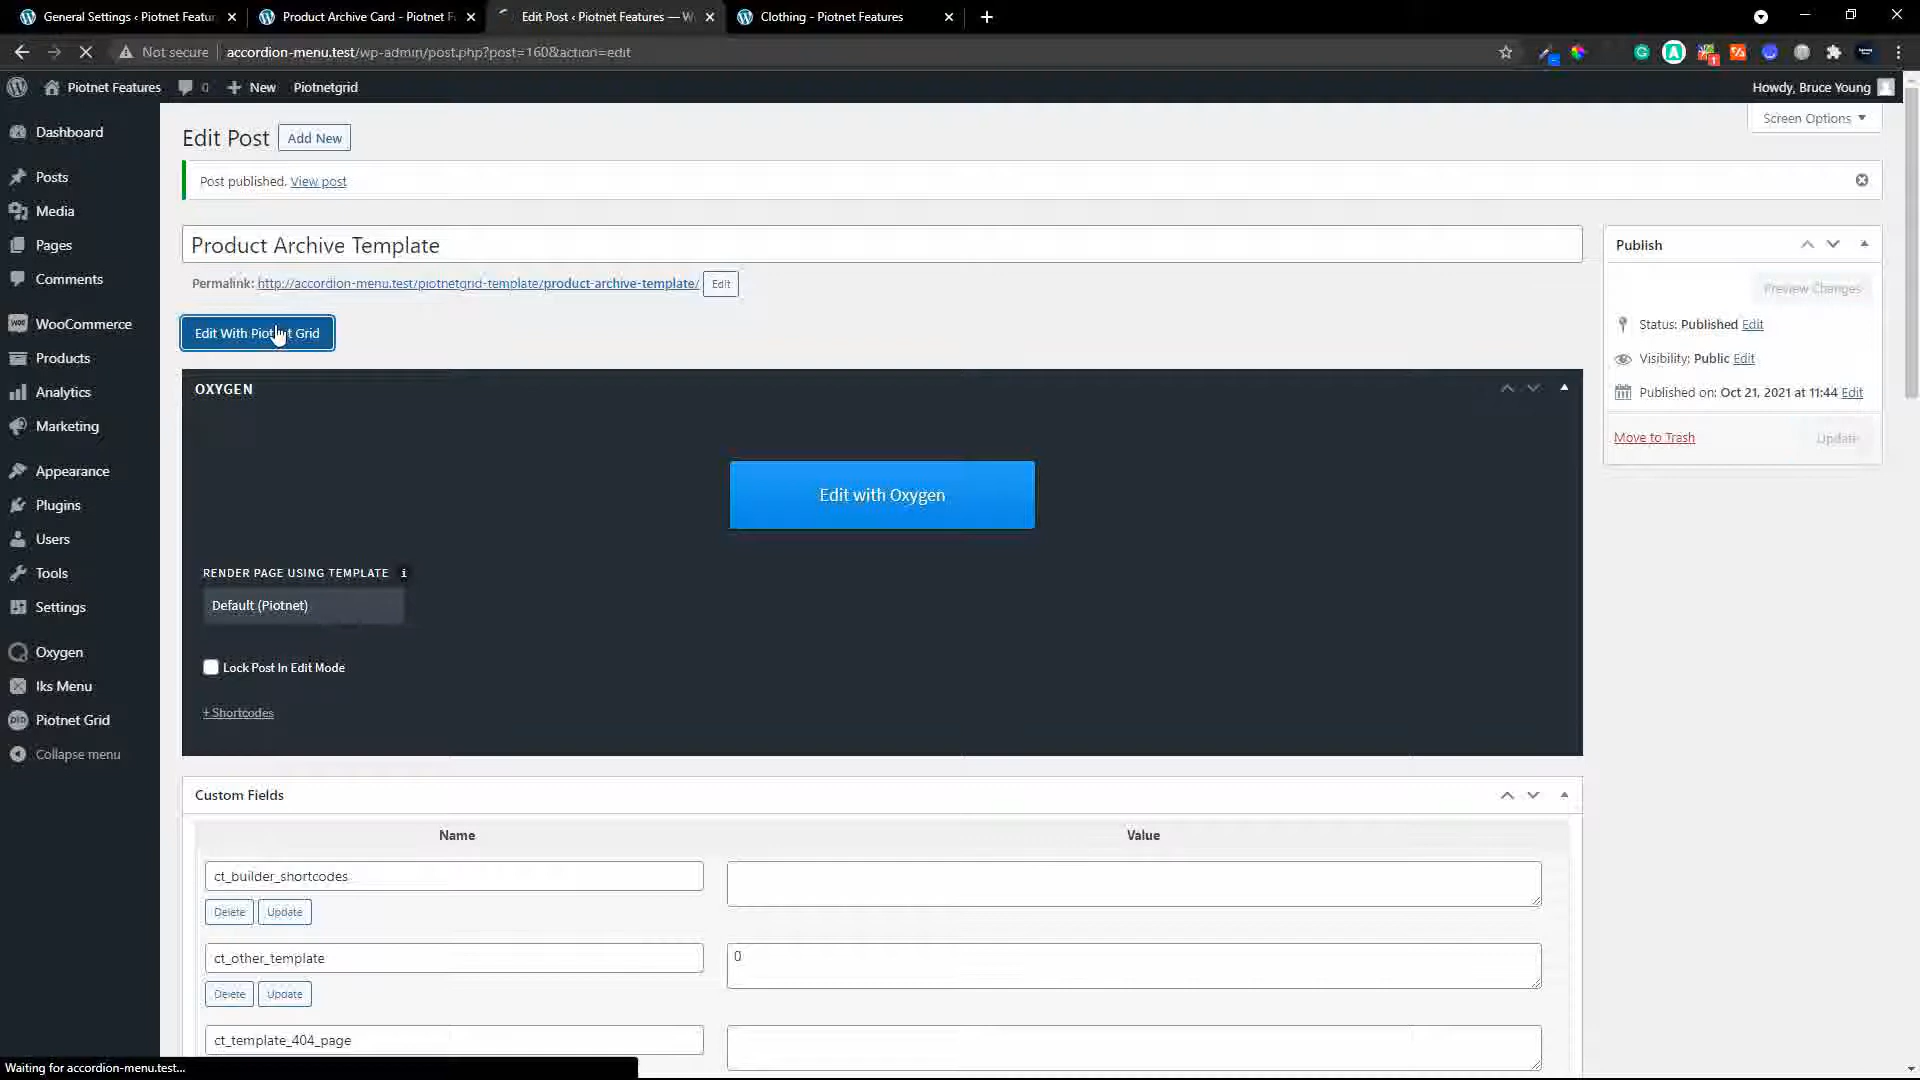 General Settings ‹ Piotnet Featur
Product Archive Card - Piotnet F
Edit Post ‹ Piotnet Features — W
Clothing - Piotnet Features
Not secure
accordion-menu.test/wp-admin/post.php?post=160&action=edit
Piotnet Features
0
New
Piotnetgrid
Howdy, Bruce Young
Screen Options
Edit Post
Add New
Post published. View post
Product Archive Template
Permalink: http://accordion-menu.test/piotnetgrid-template/product-archive-template/ Edit
Edit With Piotnet Grid
Dashboard
Posts
Media
Pages
Comments
WooCommerce
Products
Analytics
Marketing
Appearance
Plugins
Users
Tools
Settings
Oxygen
Iks Menu
Piotnet Grid
Collapse menu
OXYGEN
Edit with Oxygen
RENDER PAGE USING TEMPLATE
Default (Piotnet)
Lock Post In Edit Mode
+ Shortcodes
Publish
Preview Changes
Status: Published Edit
Visibility: Public Edit
Published on: Oct 21, 2021 at 11:44 Edit
Move to Trash
Update
Custom Fields
Name
Value
ct_builder_shortcodes
Delete
Update
ct_other_template
0
Delete
Update
ct_template_404_page
Waiting for accordion-menu.test...